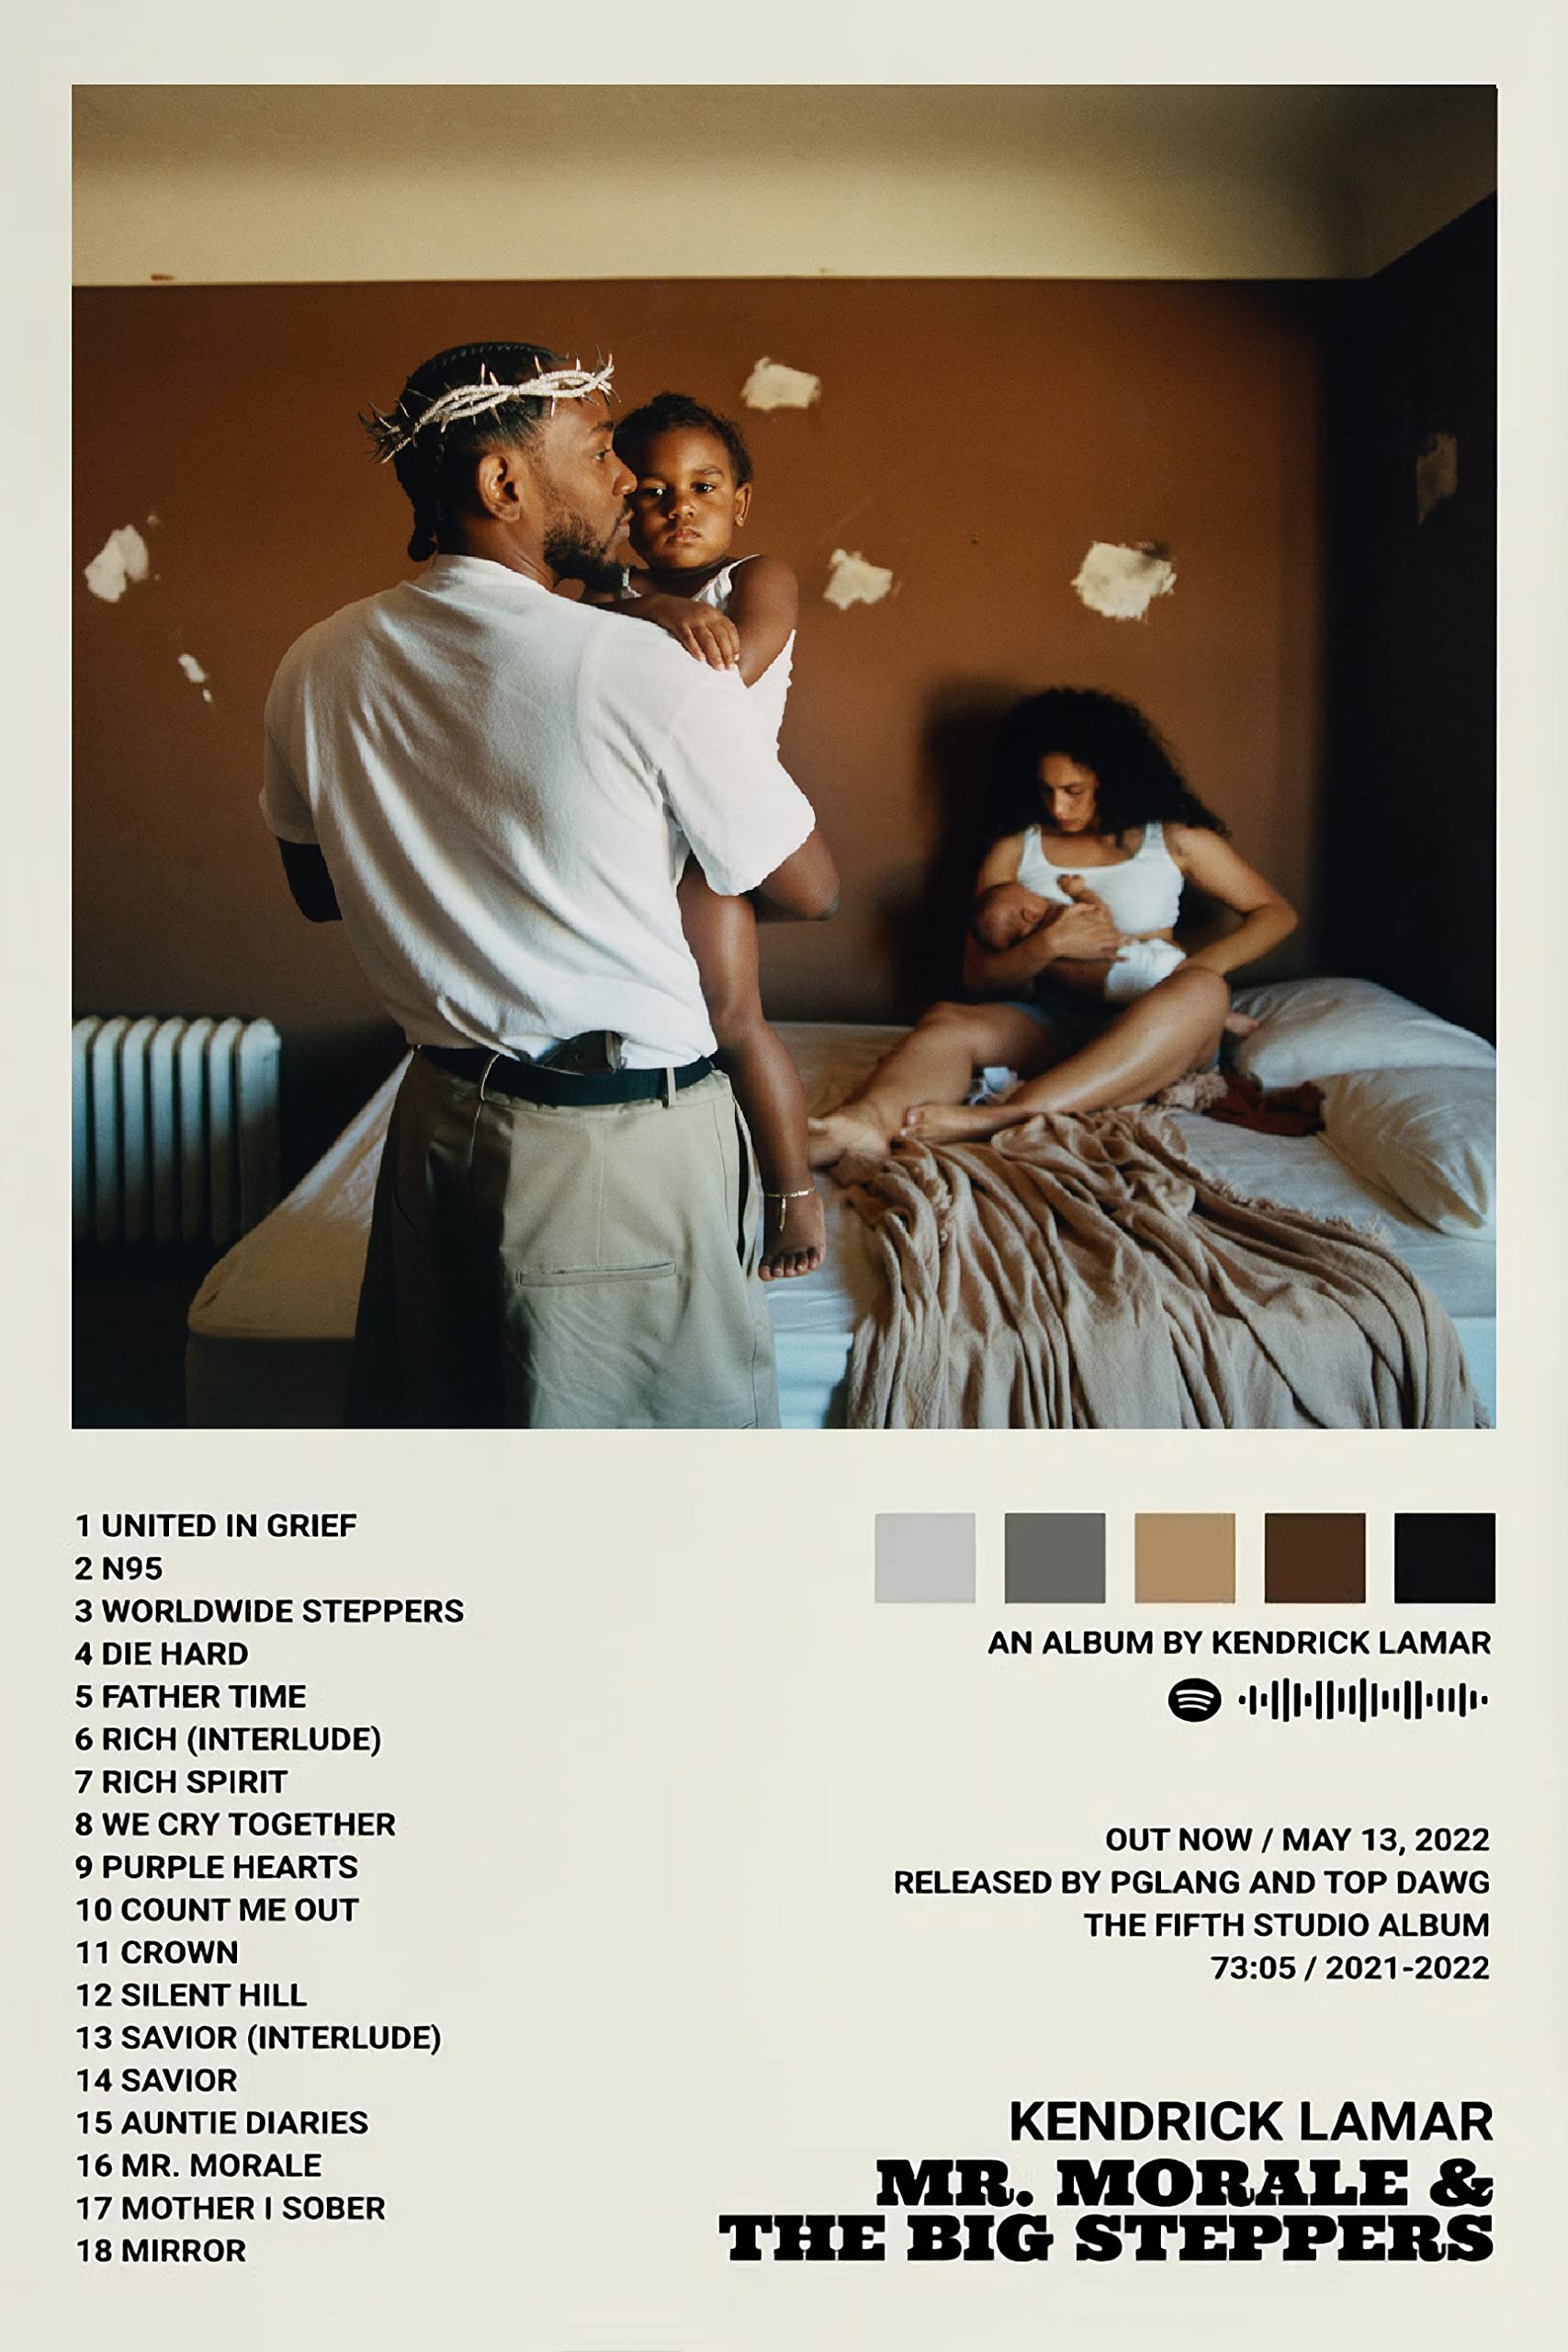 1 UNITED IN GRIEF
2 N95
3 WORLDWIDE STEPPERS
4 DIE HARD
5 FATHER TIME
6 RICH (INTERLUDE)
7 RICH SPIRIT
8 WE CRY TOGETHER
9 PURPLE HEARTS
10 COUNT ME OUT
11 CROWN
12 SILENT HILL
13 SAVIOR (INTERLUDE)
14 SAVIOR
15 AUNTIE DIARIES
16 MR. MORALE
17 MOTHER I SOBER
18 MIRROR
AN ALBUM BY KENDRICK LAMAR
OUT NOW / MAY 13, 2022
RELEASED BY PGLANG AND TOP DAWG
THE FIFTH STUDIO ALBUM
73:05 / 2021-2022
KENDRICK LAMAR
MR. MORALE &
THE BIG STEPPERS